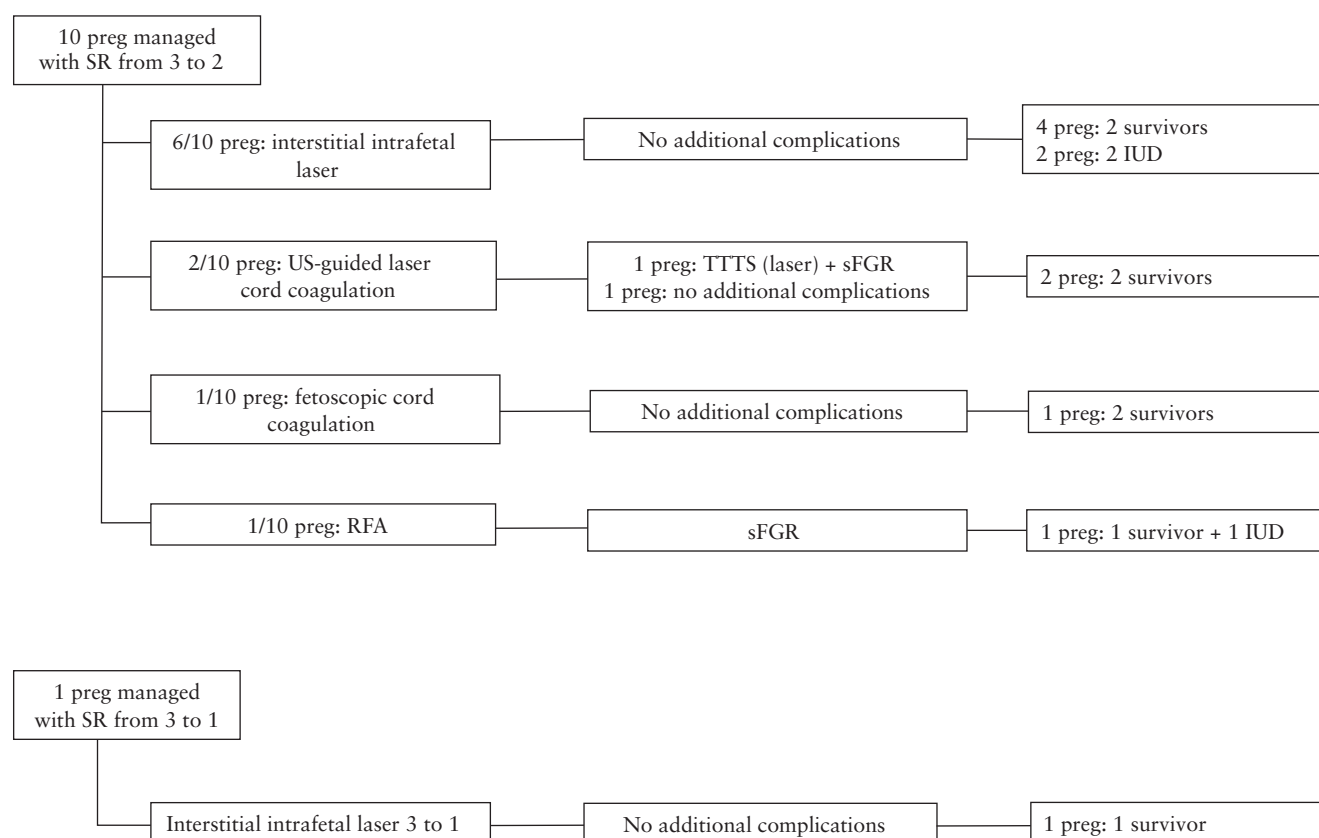 10 preg managed
with SR from 3 to 2
6/10 preg: interstitial intrafetal
laser
No additional complications
4 preg: 2 survivors
2 preg: 2 IUD
2/10 preg: US-guided laser
cord coagulation
1 preg: TTTS (laser) + sFGR
1 preg: no additional complications
2 preg: 2 survivors
1/10 preg: fetoscopic cord
coagulation
No additional complications
1 preg: 2 survivors
1/10 preg: RFA
sFGR
1 preg: 1 survivor + 1 IUD
1 preg managed
with SR from 3 to 1
Interstitial intrafetal laser 3 to 1
No additional complications
1 preg: 1 survivor